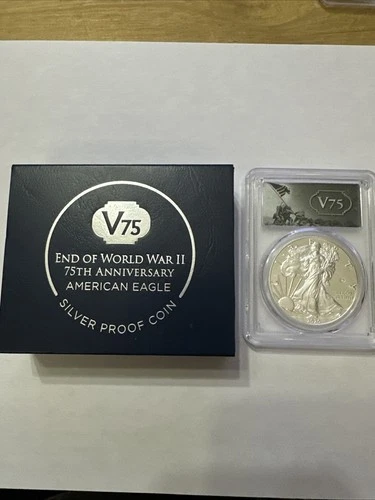 V75
END OF WORLD WAR II
75TH ANNIVERSARY
AMERICAN EAGLE
SILVER PROOF COIN
V75